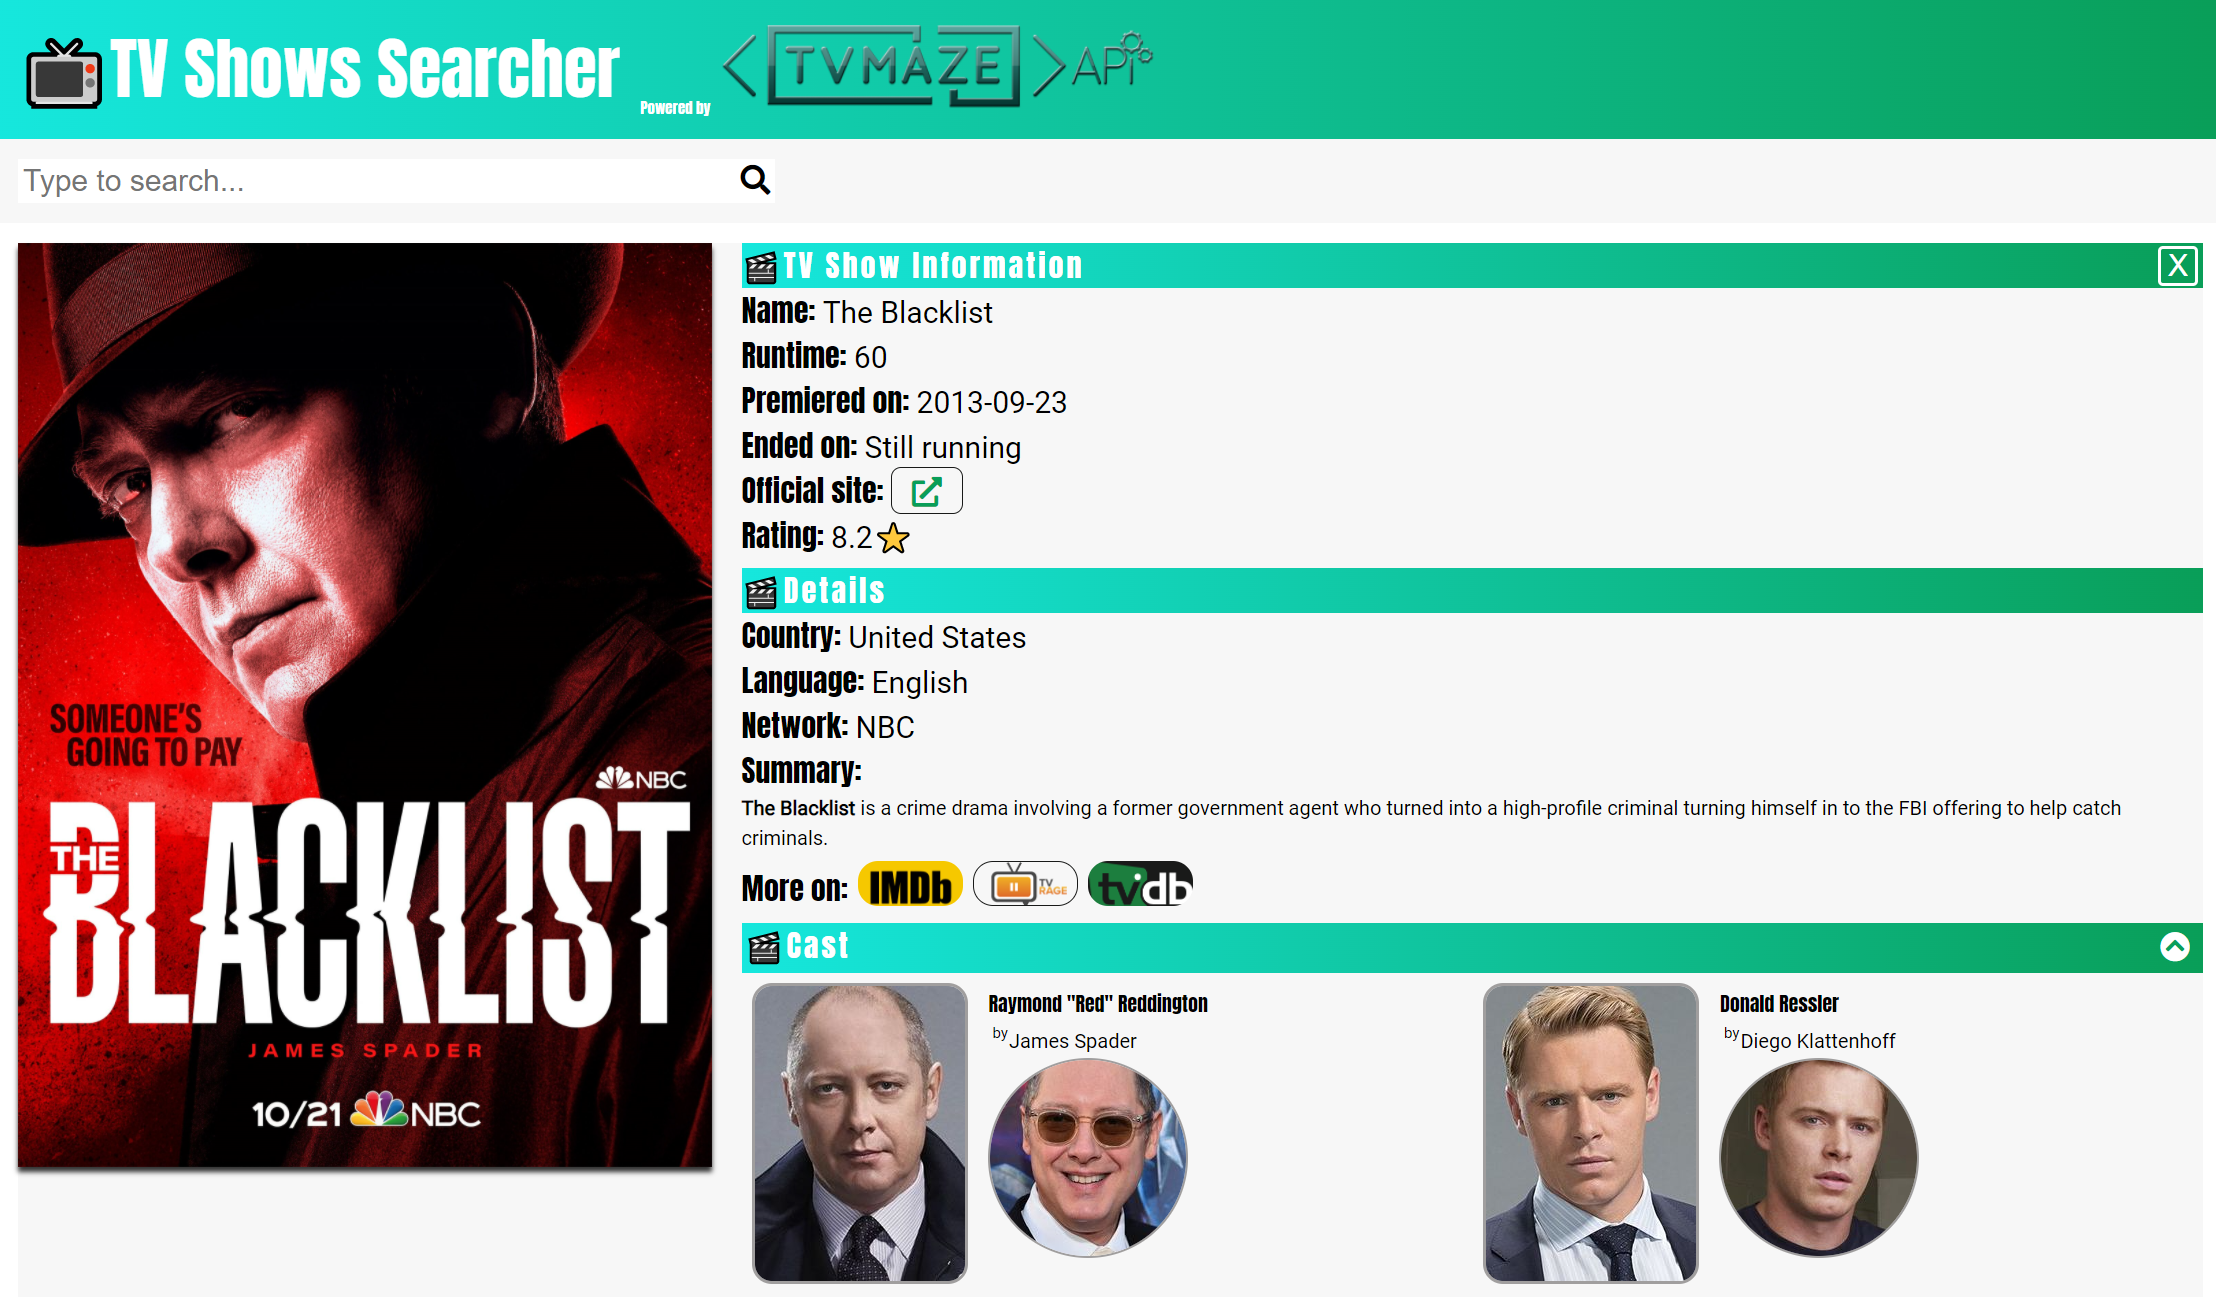 TV Shows Searcher
Powered by
TVMAZE API
Type to search...
SOMEONE'S
GOING TO PAY
NBC
THE
BLACKLIST
JAMES SPADER
10/21 NBC
TV Show Information
X
Name: The Blacklist
Runtime: 60
Premiered on: 2013-09-23
Ended on: Still running
Official site:
Rating: 8.2
Details
Country: United States
Language: English
Network: NBC
Summary:
The Blacklist is a crime drama involving a former government agent who turned into a high-profile criminal turning himself in to the FBI offering to help catch
criminals.
More on: IMDb TV RAGE tvdb
Cast
Raymond "Red" Reddington
by James Spader
Donald Ressler
by Diego Klattenhoff